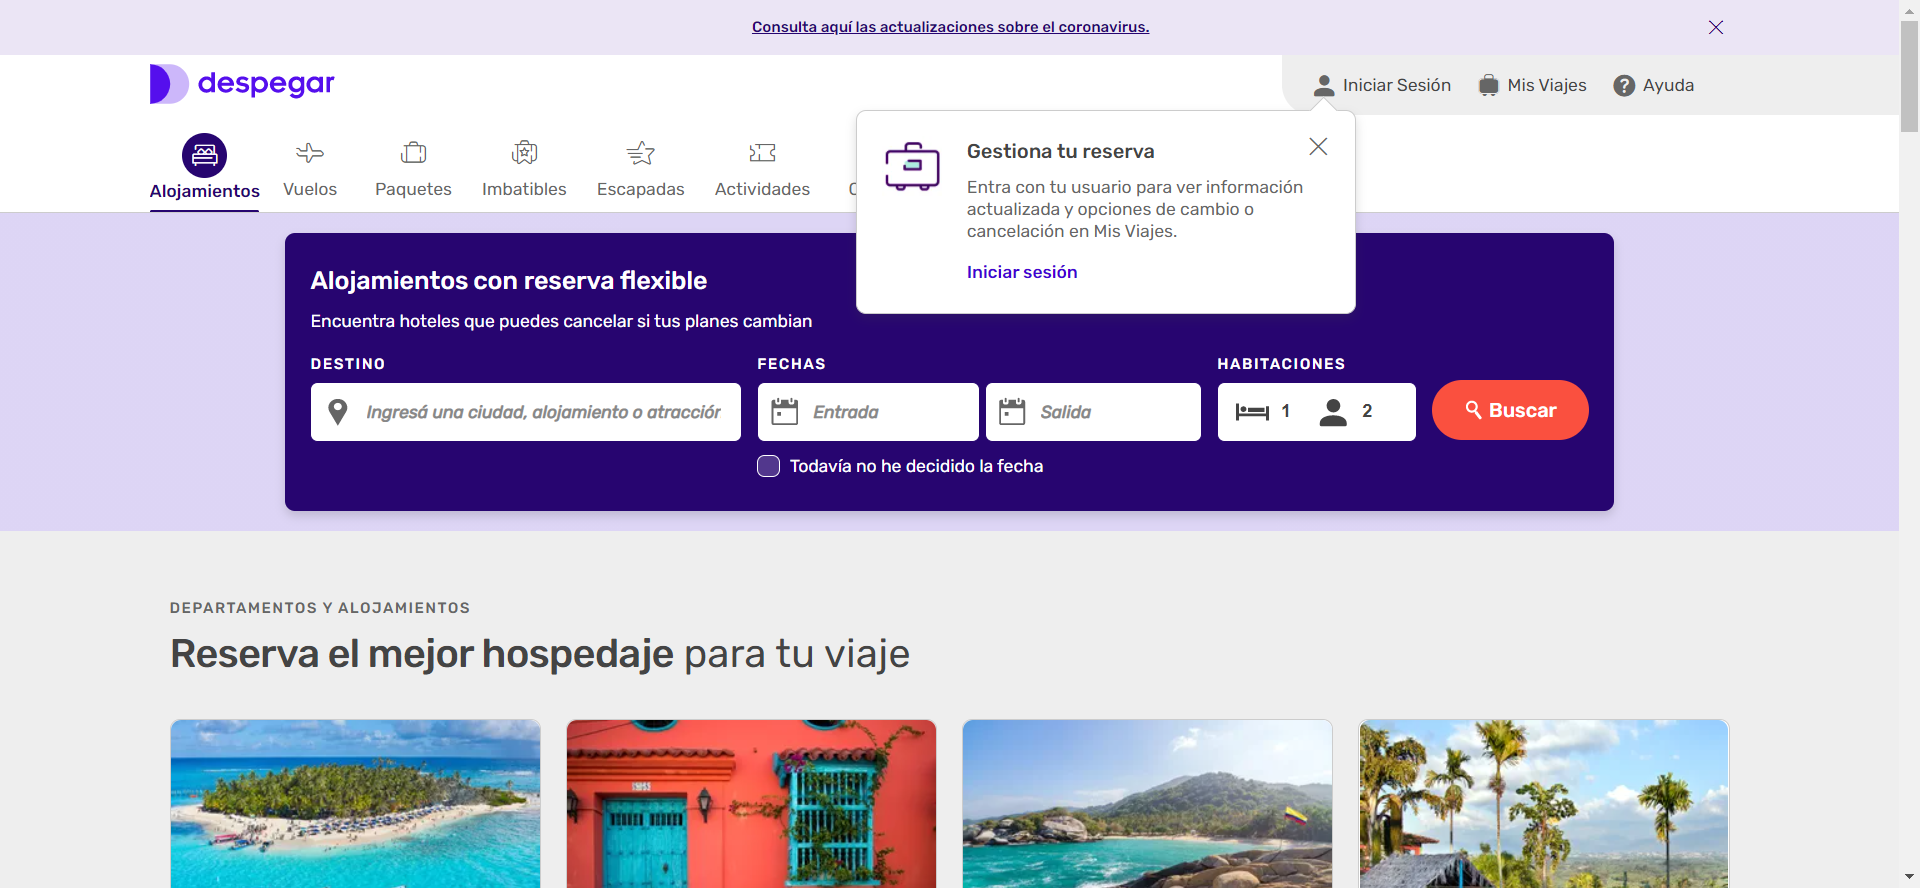 Consulta aquí las actualizaciones sobre el coronavirus.
despegar
Iniciar Sesión
Mis Viajes
Ayuda
Alojamientos
Vuelos
Paquetes
Imbatibles
Escapadas
Actividades
Gestiona tu reserva
Entra con tu usuario para ver información
actualizada y opciones de cambio o
cancelación en Mis Viajes.
Iniciar sesión
Alojamientos con reserva flexible
Encuentra hoteles que puedes cancelar si tus planes cambian
DESTINO
FECHAS
HABITACIONES
Ingresá una ciudad, alojamiento o atracción
Entrada
Salida
1
2
Buscar
Todavía no he decidido la fecha
DEPARTAMENTOS Y ALOJAMIENTOS
Reserva el mejor hospedaje para tu viaje